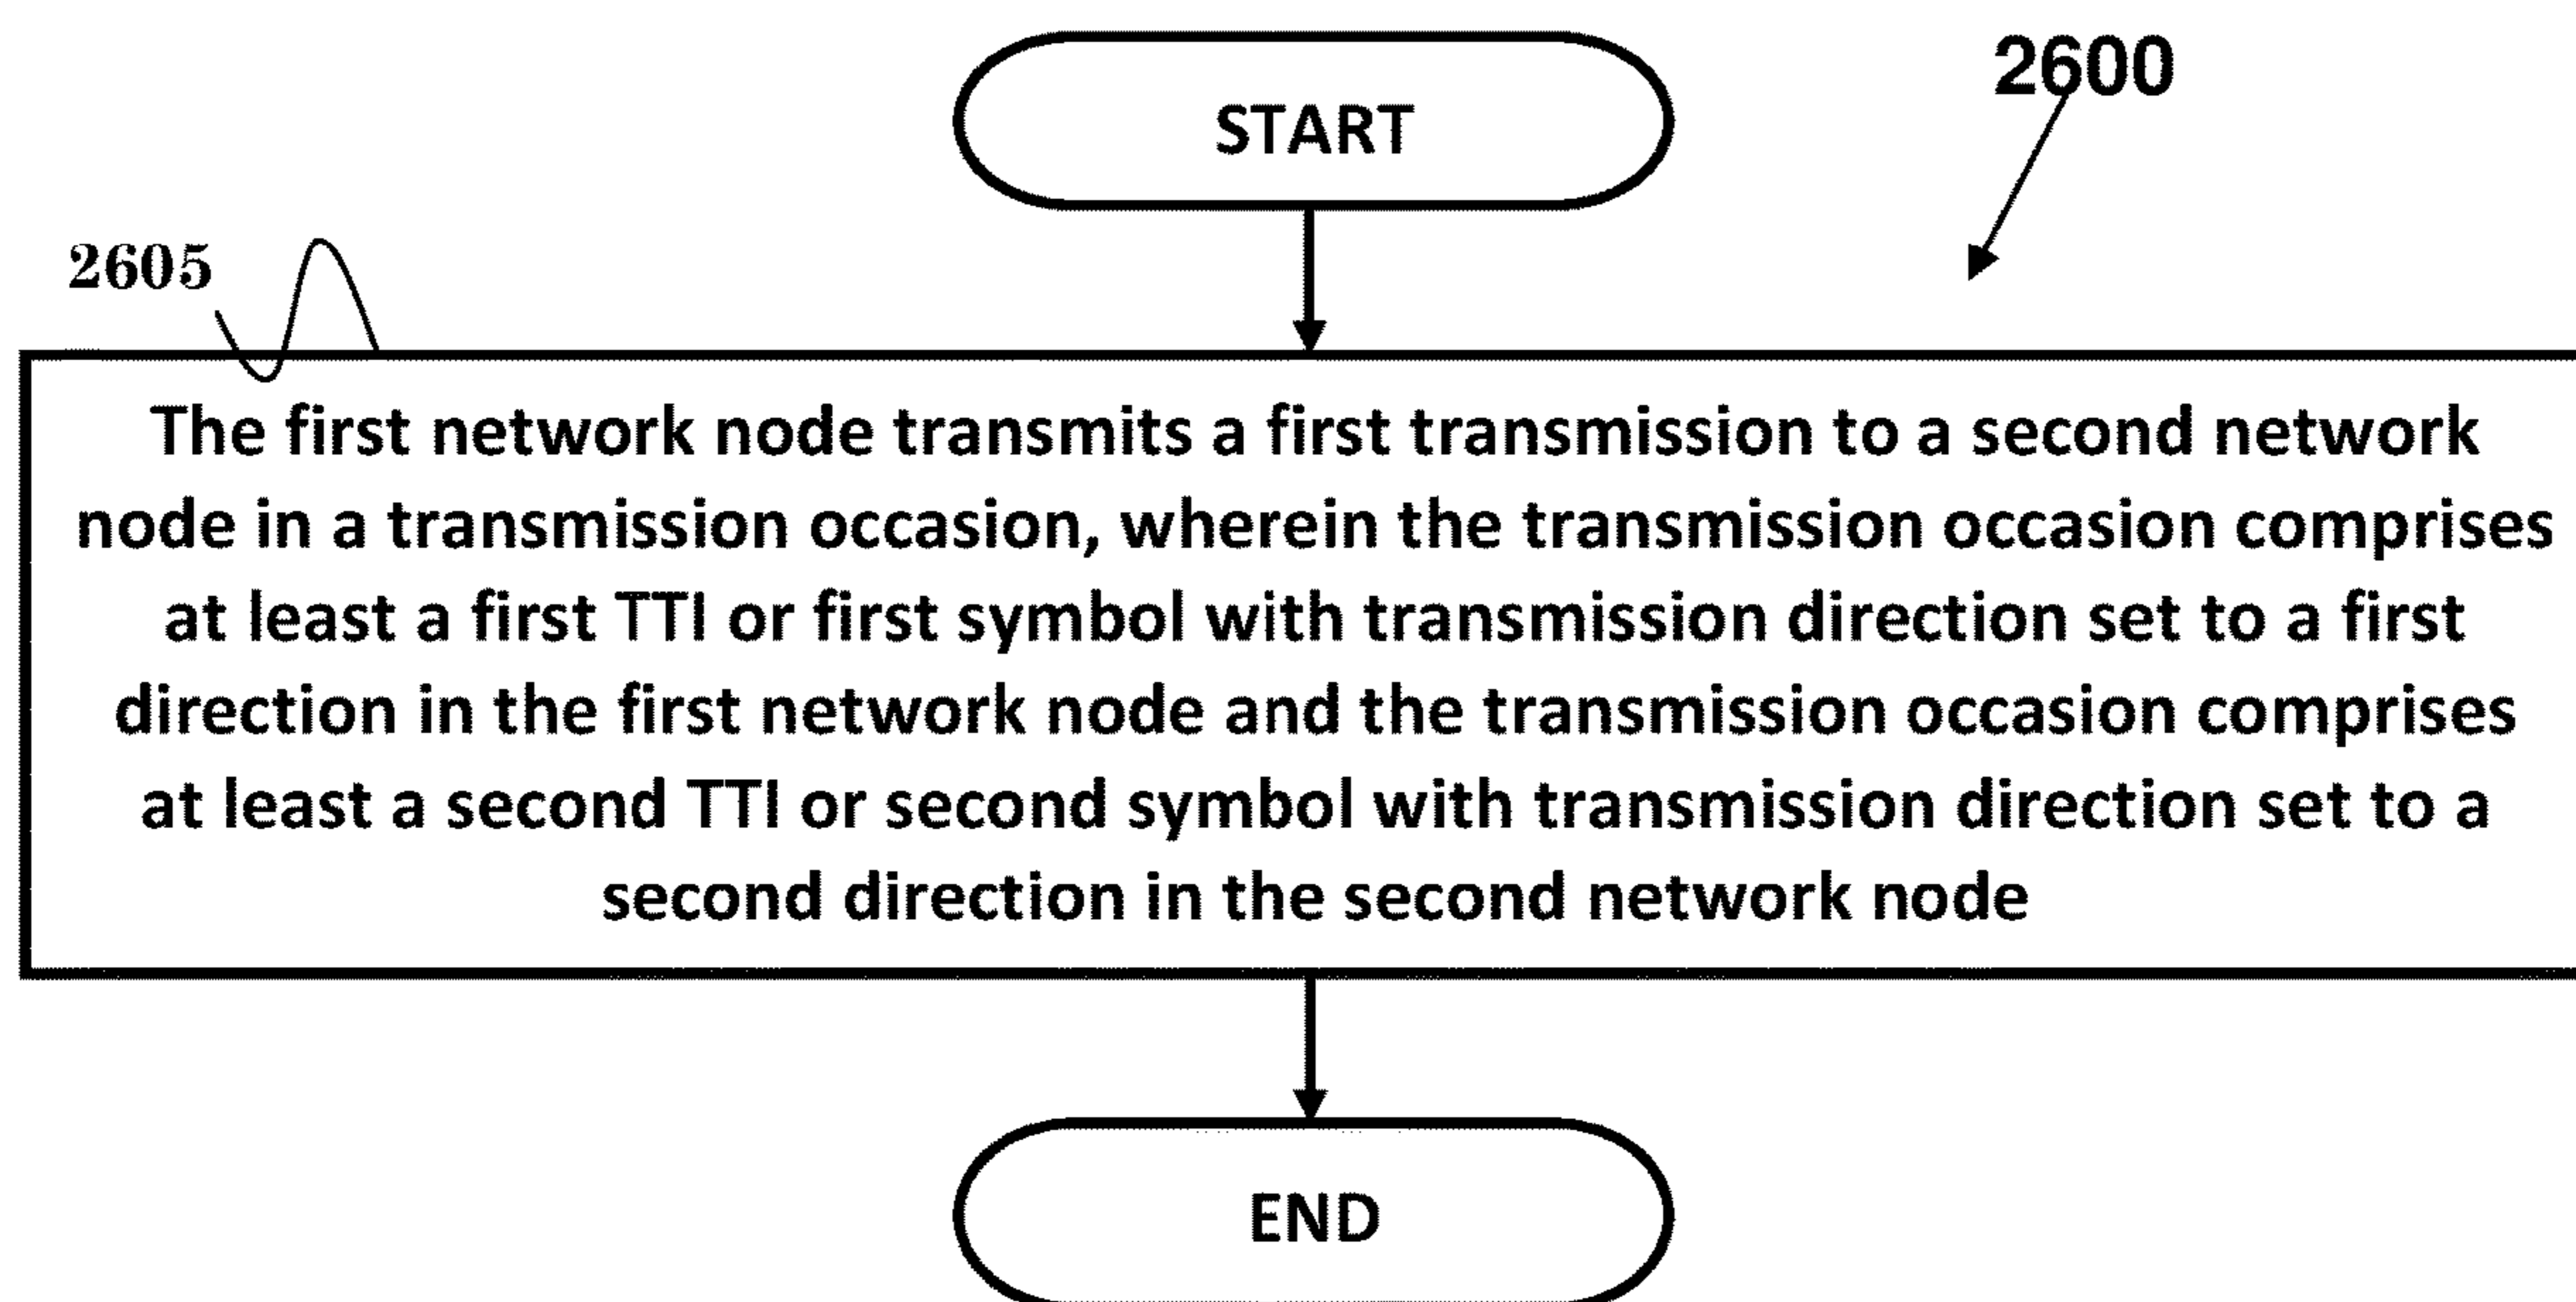 START
2600
2605
The first network node transmits a first transmission to a second network
node in a transmission occasion, wherein the transmission occasion comprises
at least a first TTI or first symbol with transmission direction set to a first
direction in the first network node and the transmission occasion comprises
at least a second TTI or second symbol with transmission direction set to a
second direction in the second network node
END